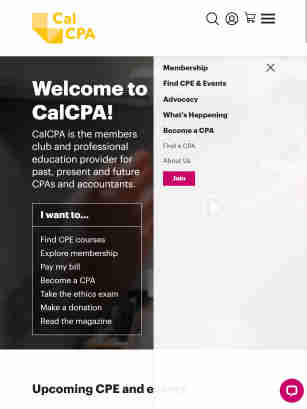 Cal
CPA
Membership
Find CPE & Events
Advocacy
What's Happening
Become a CPA
Find a CPA
About Us
Join
Welcome to
CalCPA!
CalCPA is the members
club and professional
education provider for
past, present and future
CPAs and accountants.
I want to...
Find CPE courses
Explore membership
Pay my bill
Become a CPA
Take the ethics exam
Make a donation
Read the magazine
Upcoming CPE and events